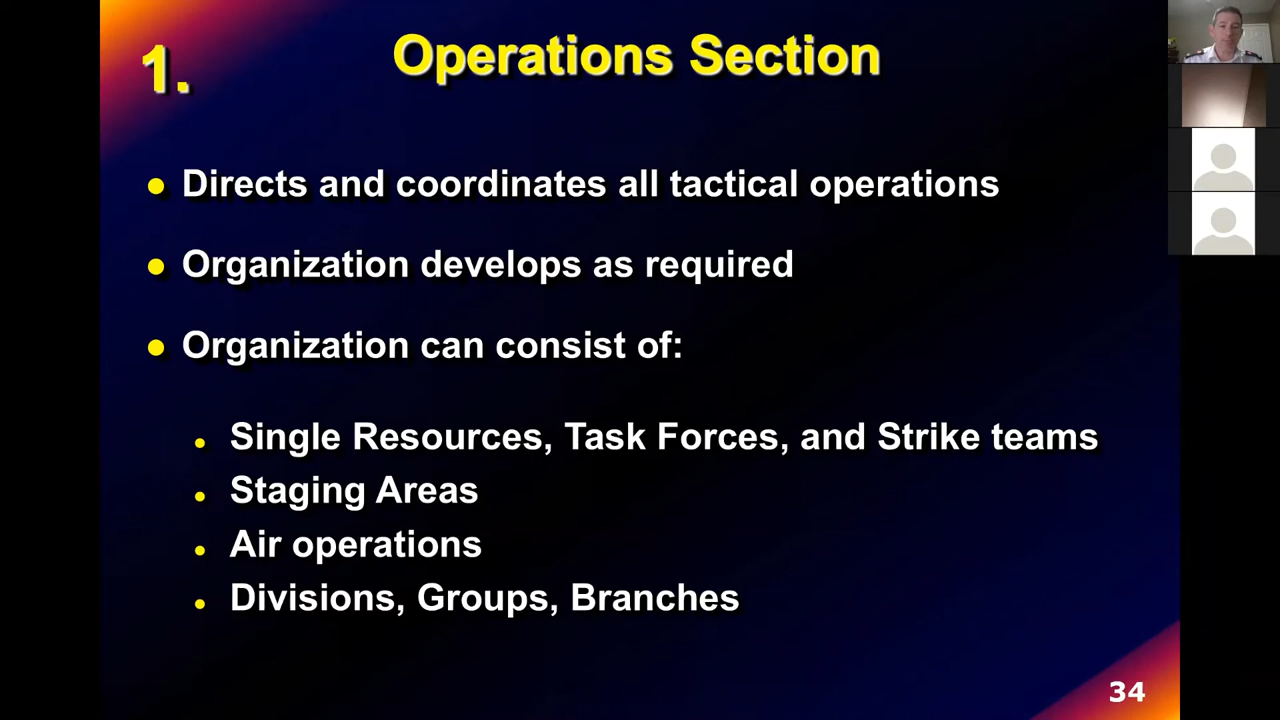 1.
Operations Section
● Directs and coordinates all tactical operations
● Organization develops as required
● Organization can consist of:
● Single Resources, Task Forces, and Strike teams
● Staging Areas
● Air operations
● Divisions, Groups, Branches
34